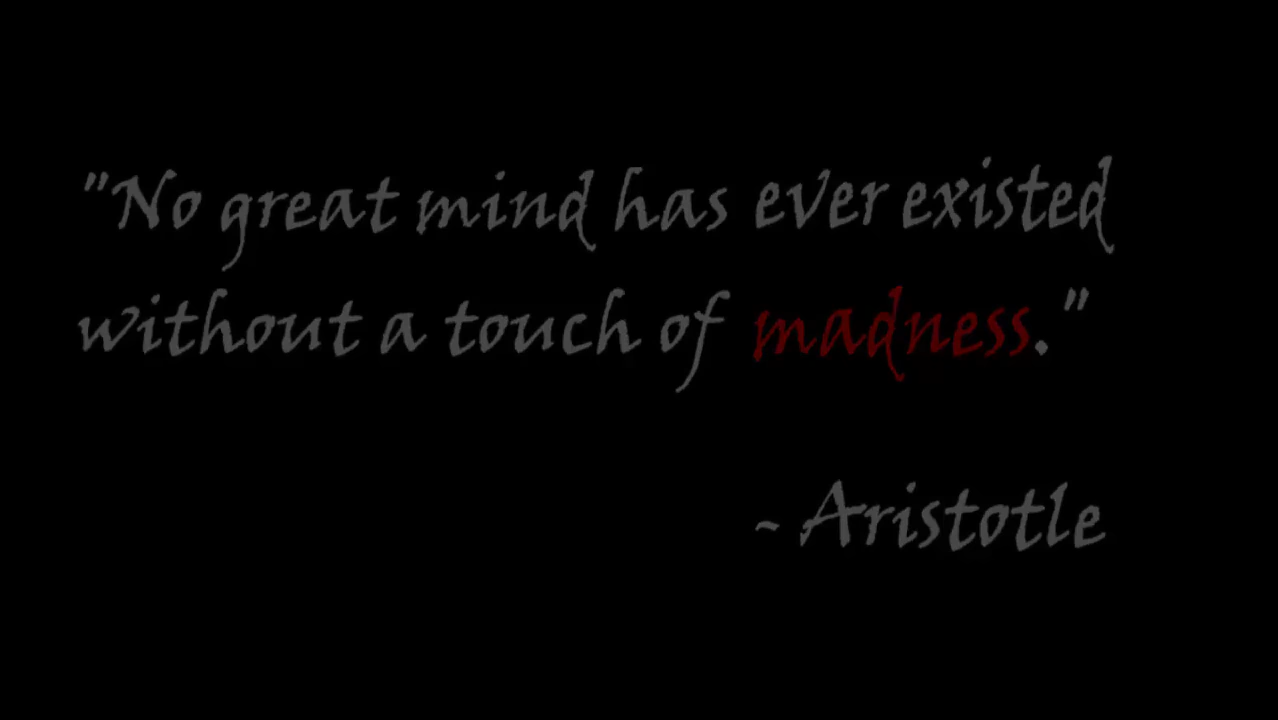 "No great mind has ever existed
without a touch of madness."
- Aristotle